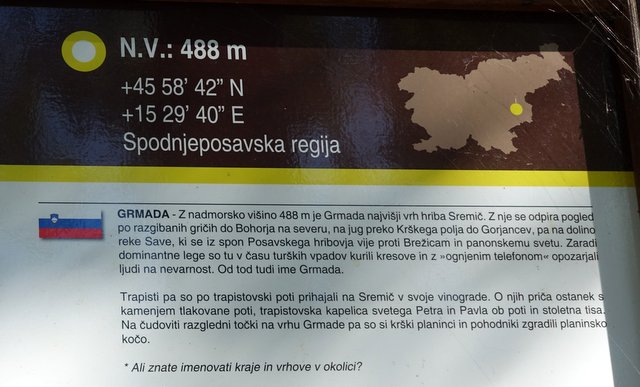 N.V.: 488 m
+45 58' 42" N
+15 29' 40" E
Spodnjeposavska regija
GRMADA - Z nadmorsko višino 488 m je Grmada najvišji vrh hriba Sremič. Z nje se odpira pogled
po razgibanih gričih do Bohorja na severu, na jug preko Krškega polja do Gorjancev, pa na dolino
reke Save, ki se iz spon Posavskega hribovja vije proti Brežicam in panonskemu svetu. Zaradi
dominantne lege so tu v času turških vpadov kurili kresove in z »ognjenim telefonom« opozarjali
ljudi na nevarnost. Od tod tudi ime Grmada.
Trapisti pa so po trapistovski poti prihajali na Sremič v svoje vinograde. O njih priča ostanek s
kamenjem tlakovane poti, trapistovska kapelica svetega Petra in Pavla ob poti in stoletna tisa.
Na čudoviti razgledni točki na vrhu Grmade pa so si krški planinci in pohodniki zgradili planinsko
kočo.
* Ali znate imenovati kraje in vrhove v okolici?